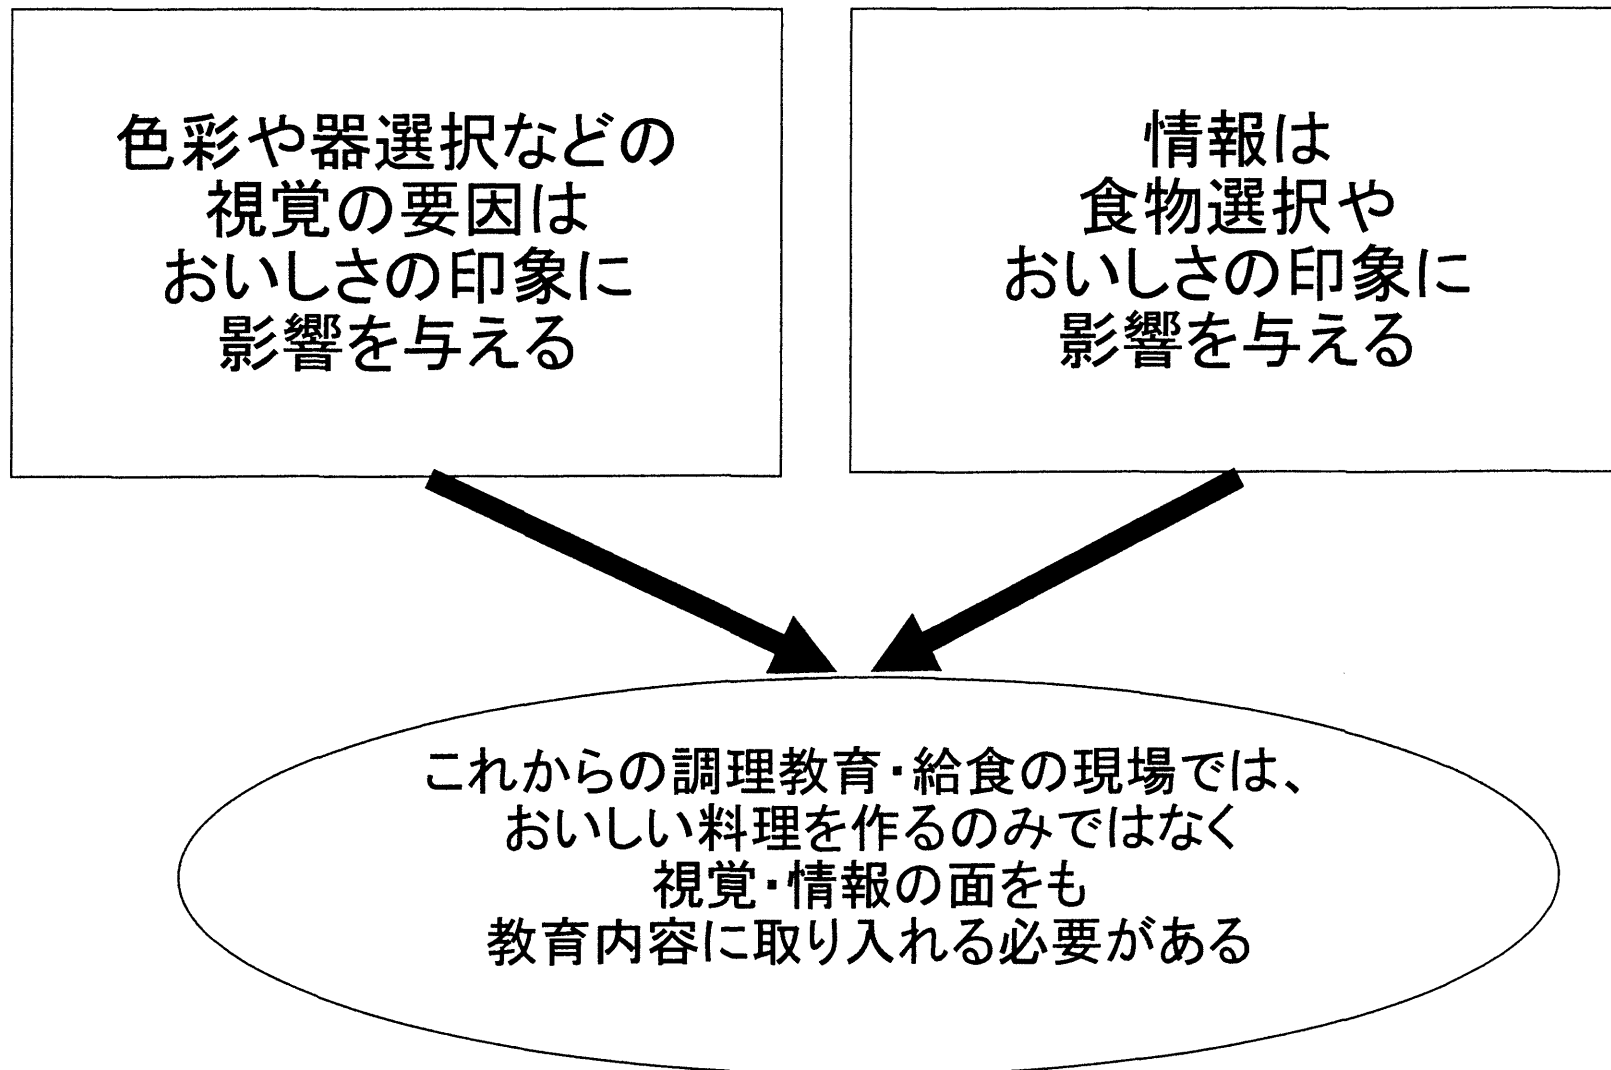 色彩や器選択などの
視覚の要因は
おいしさの印象に
影響を与える
情報は
食物選択や
おいしさの印象に
影響を与える
これからの調理教育・給食の現場では、
おいしい料理を作るのみではなく
視覚・情報の面をも
教育内容に取り入れる必要がある